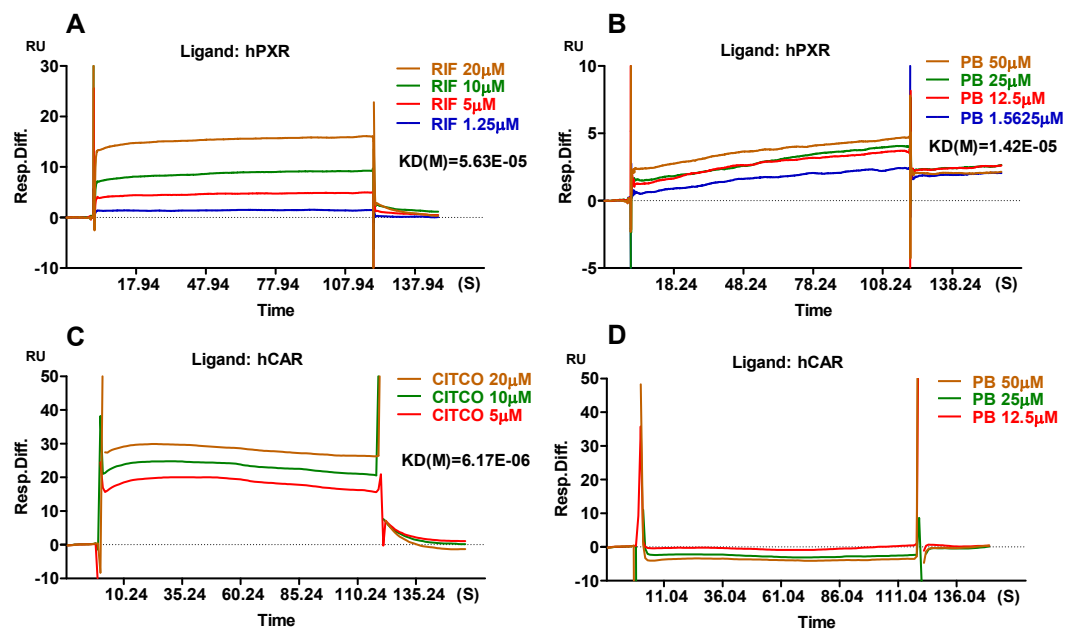 A
RU
Ligand: hPXR
30
20
10
0
-10
Resp.Diff.
RIF 20μM
RIF 10μM
RIF 5μM
RIF 1.25μM
KD(M)=5.63E-05
17.94 47.94 77.94 107.94 137.94 (S)
Time
B
RU
Ligand: hPXR
10
5
0
-5
Resp.Diff.
PB 50μM
PB 25μM
PB 12.5μM
PB 1.5625μM
KD(M)=1.42E-05
18.24 48.24 78.24 108.24 138.24 (S)
Time
C
RU
Ligand: hCAR
50
40
30
20
10
0
-10
Resp.Diff.
CITCO 20μM
CITCO 10μM
CITCO 5μM
KD(M)=6.17E-06
10.24 35.24 60.24 85.24 110.24 135.24 (S)
Time
D
RU
Ligand: hCAR
50
40
30
20
10
0
-10
Resp.Diff.
PB 50μM
PB 25μM
PB 12.5μM
11.04 36.04 61.04 86.04 111.04 136.04 (S)
Time